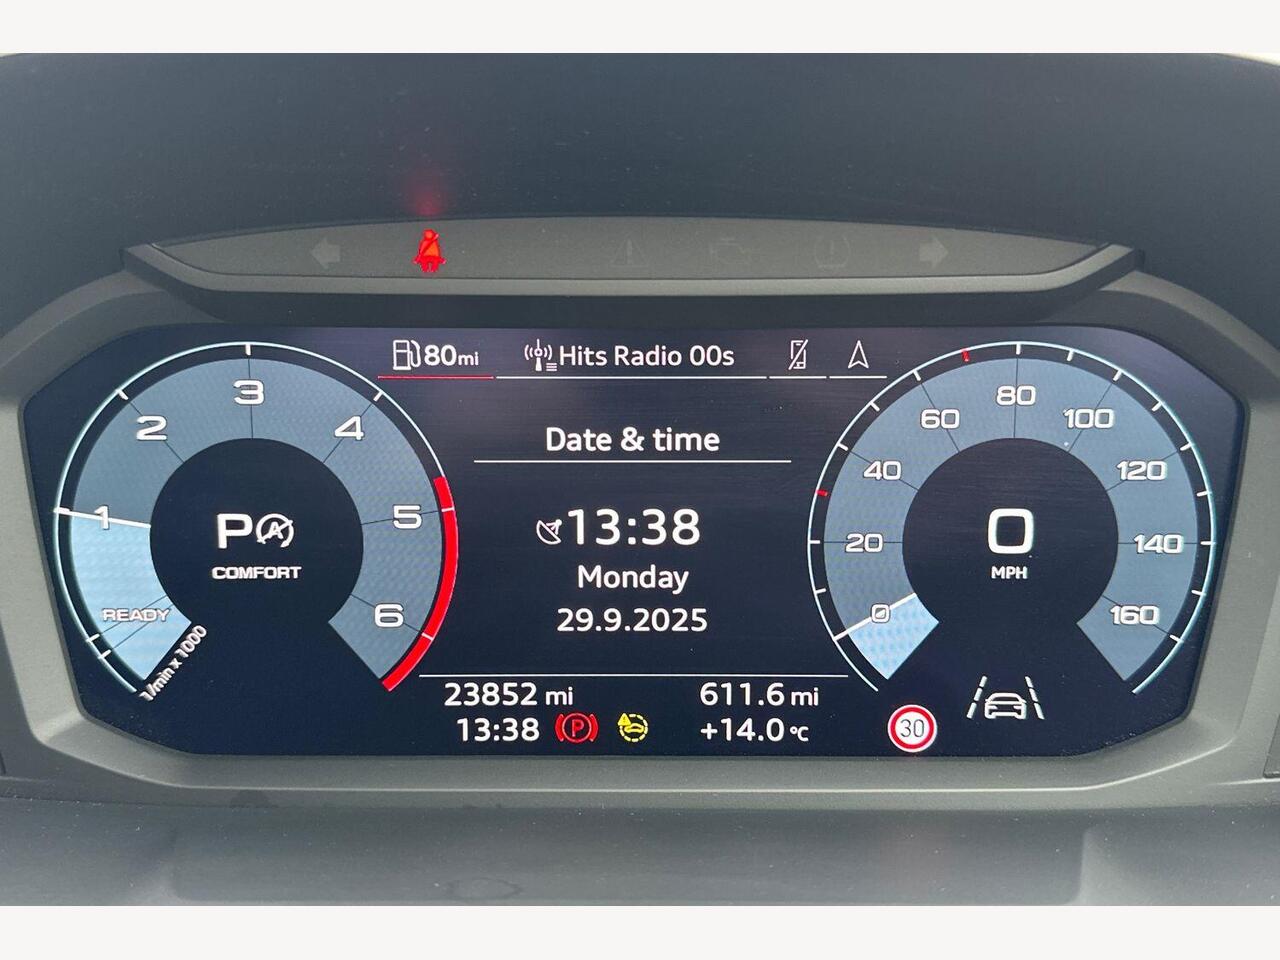 80mi
Hits Radio 00s
Date & time
13:38
Monday
29.9.2025
1
2
3
4
5
6
READY
1/min x 1000
P A
COMFORT
0
20
40
60
80
100
120
140
160
0
MPH
23852 mi
611.6 mi
13:38
P
+14.0 °C
30